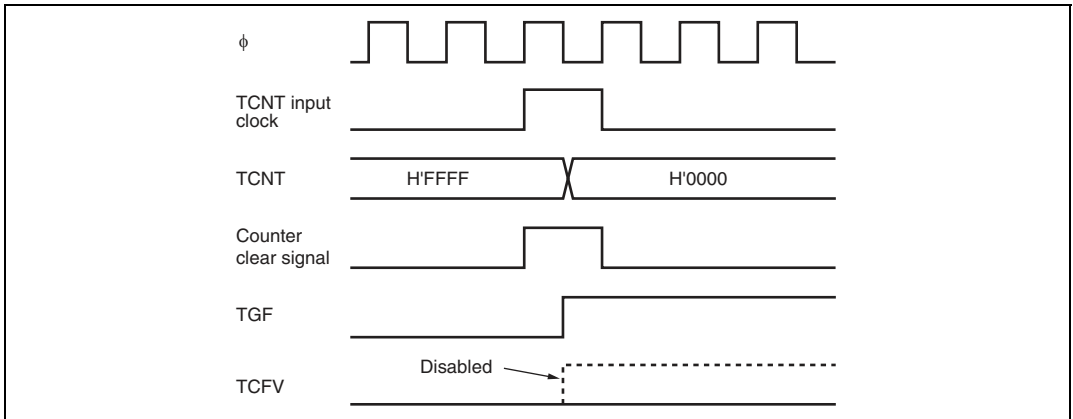 ϕ
TCNT input
clock
TCNT
H'FFFF
H'0000
Counter
clear signal
TGF
Disabled
TCFV